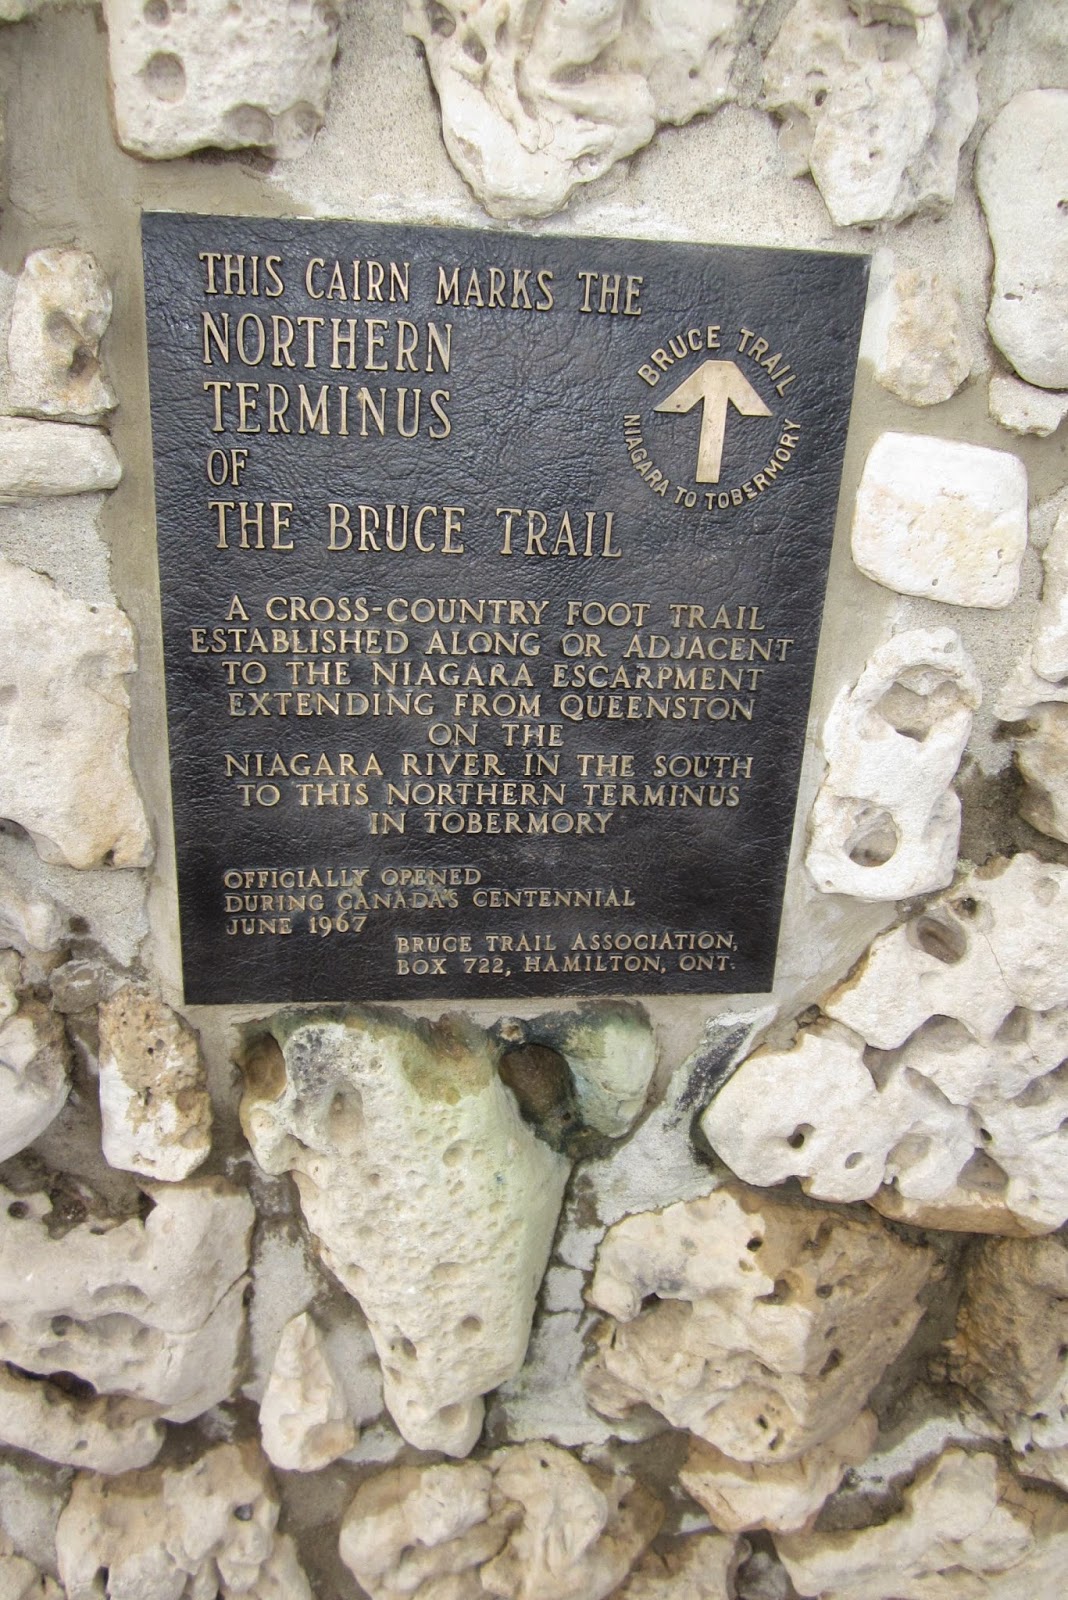 THIS CAIRN MARKS THE
NORTHERN
TERMINUS
OF
THE BRUCE TRAIL
BRUCE TRAIL
NIAGARA TO TOBERMORY
A CROSS-COUNTRY FOOT TRAIL
ESTABLISHED ALONG OR ADJACENT
TO THE NIAGARA ESCARPMENT
EXTENDING FROM QUEENSTON
ON THE
NIAGARA RIVER IN THE SOUTH
TO THIS NORTHERN TERMINUS
IN TOBERMORY
OFFICIALLY OPENED
DURING CANADA'S CENTENNIAL
JUNE 1967
BRUCE TRAIL ASSOCIATION,
BOX 722, HAMILTON, ONT.